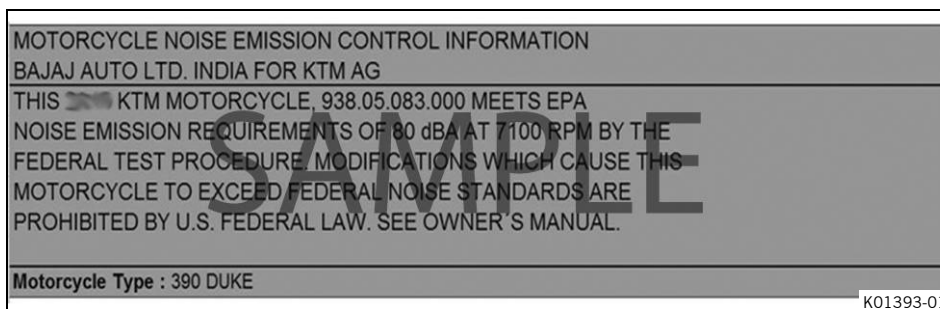 MOTORCYCLE NOISE EMISSION CONTROL INFORMATION
BAJAJ AUTO LTD. INDIA FOR KTM AG
THIS KTM MOTORCYCLE, 938.05.083.000 MEETS EPA
NOISE EMISSION REQUIREMENTS OF 80 dBA AT 7100 RPM BY THE
FEDERAL TEST PROCEDURE. MODIFICATIONS WHICH CAUSE THIS
MOTORCYCLE TO EXCEED FEDERAL NOISE STANDARDS ARE
PROHIBITED BY U.S. FEDERAL LAW. SEE OWNER`S MANUAL.
SAMPLE
Motorcycle Type : 390 DUKE
K01393-01